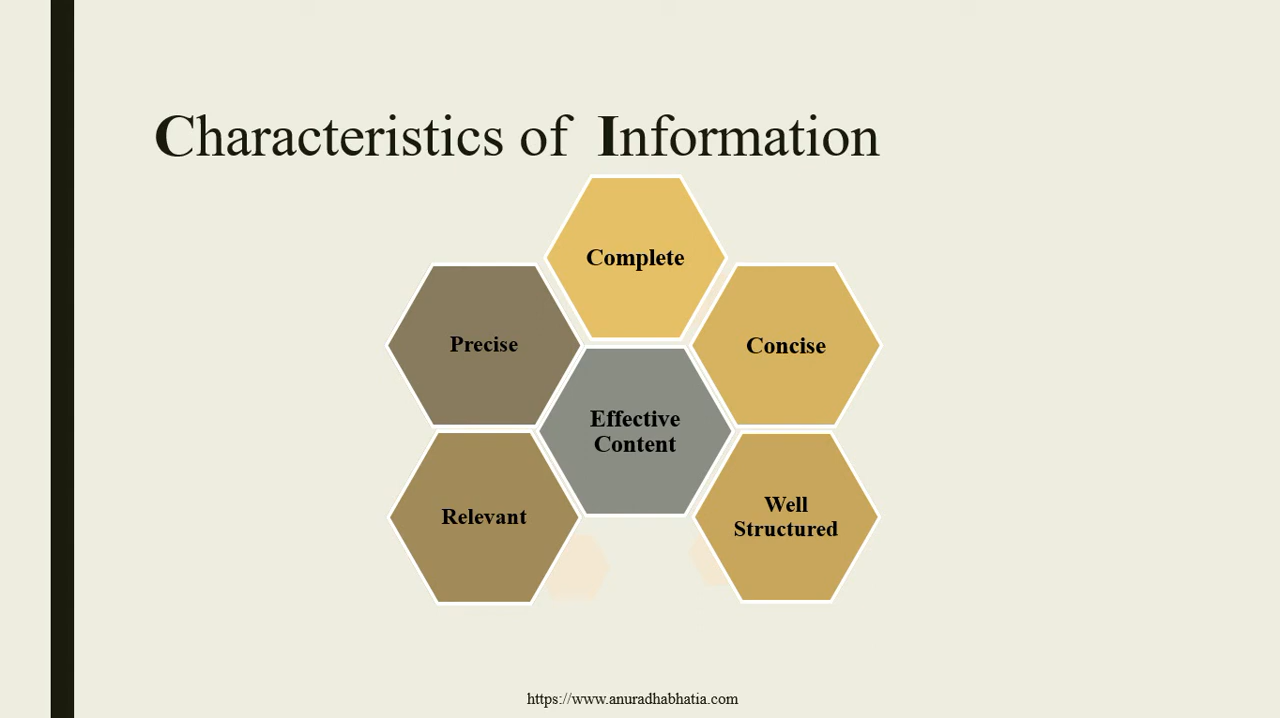 Characteristics of Information
Complete
Precise
Concise
Effective
Content
Relevant
Well
Structured
https://www.anuradhabhatia.com